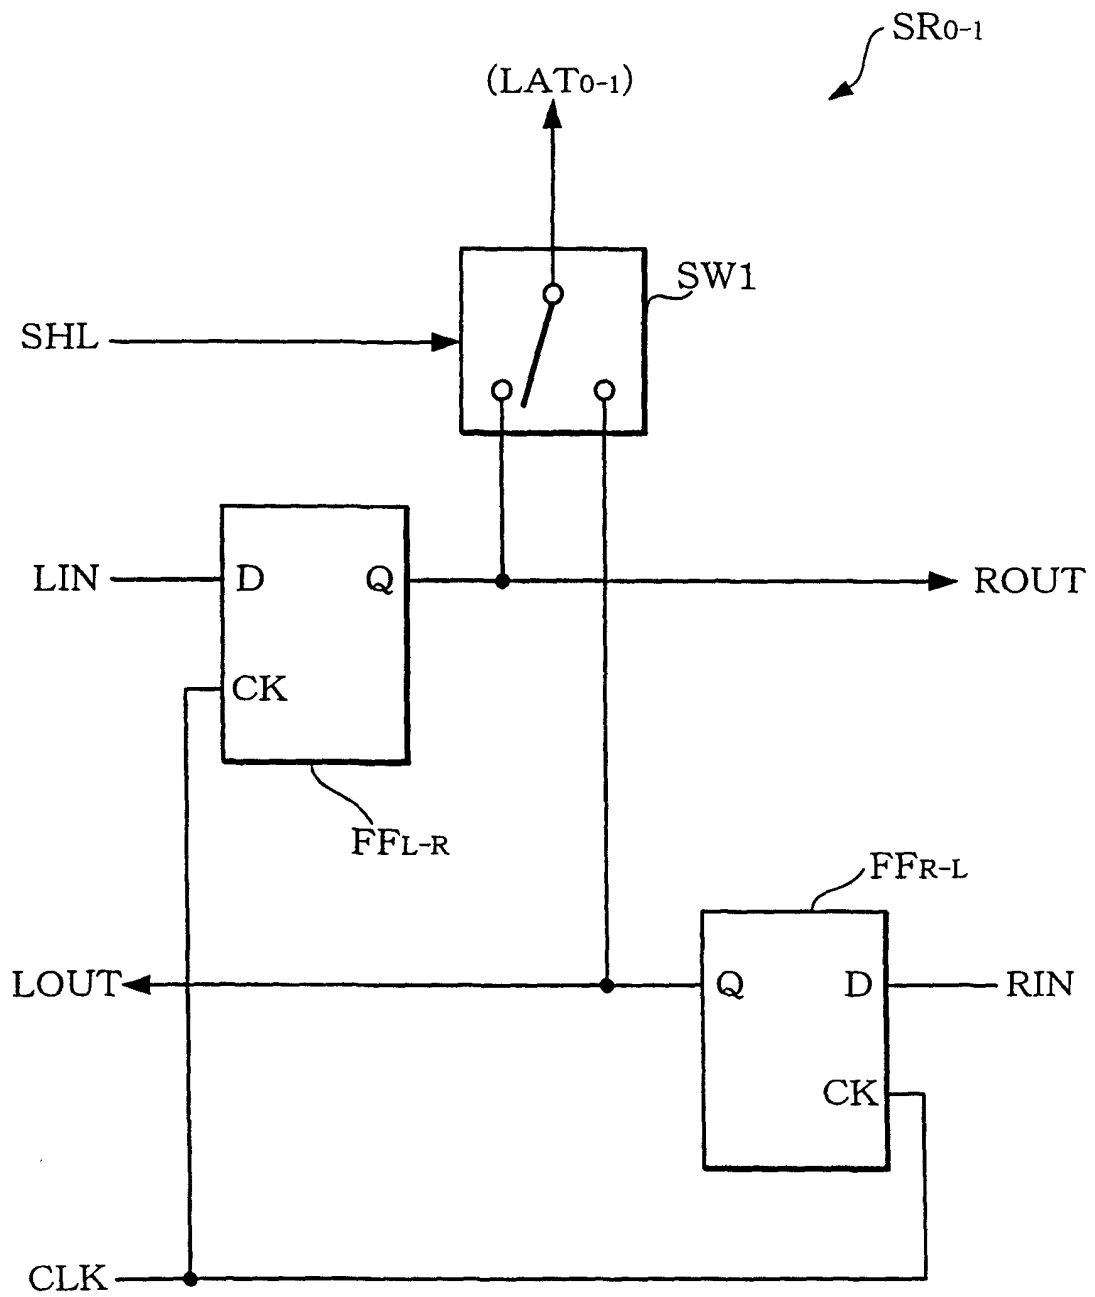 SR0-1
(LAT0-1)
SW1
SHL
LIN
D
Q
ROUT
CK
FFL-R
FFR-L
LOUT
Q
D
RIN
CK
CLK